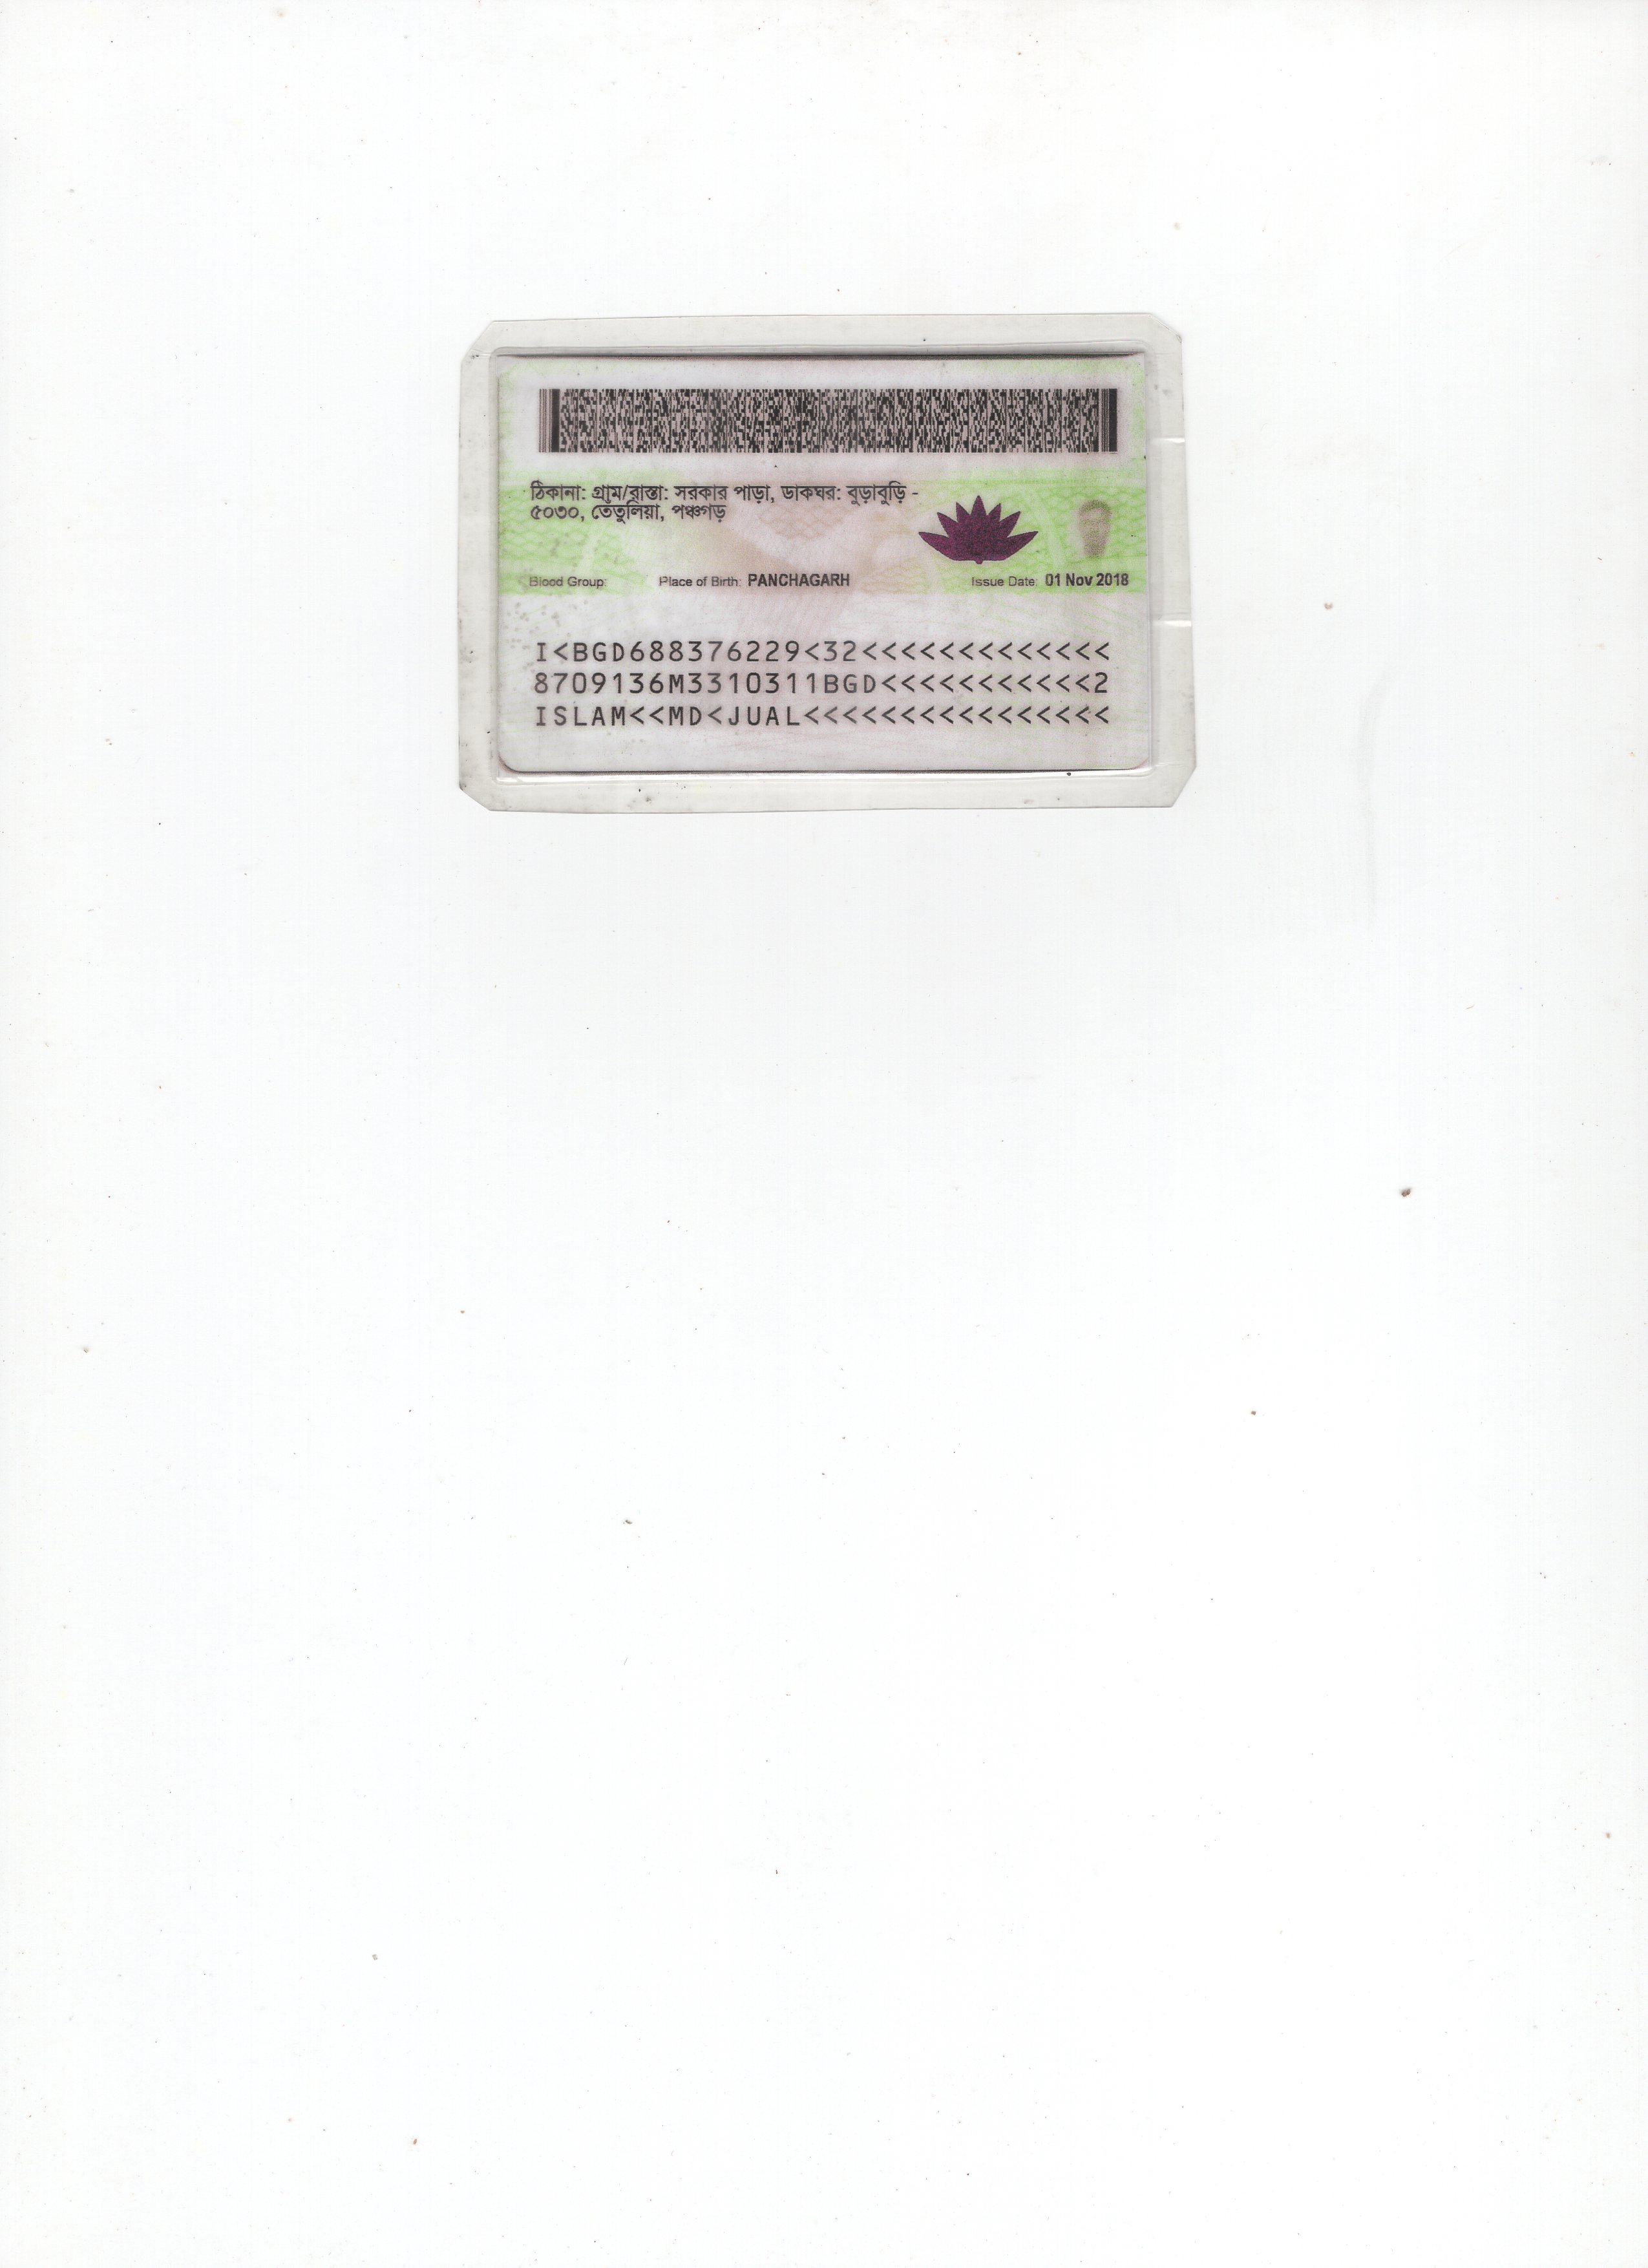 ঠিকানা: গ্রাম/রাস্তা: সরকার পাড়া, ডাকঘর: বুড়াবুড়ি -
৫০৩০, তেঁতুলিয়া, পঞ্চগড়
Blood Group: Place of Birth: PANCHAGARH Issue Date: 01 Nov 2018
I<BGD688376229<32<<<<<<<<<<<<<
8709136M3310311BGD<<<<<<<<<<<2
ISLAM<<MD<JUAL<<<<<<<<<<<<<<<<